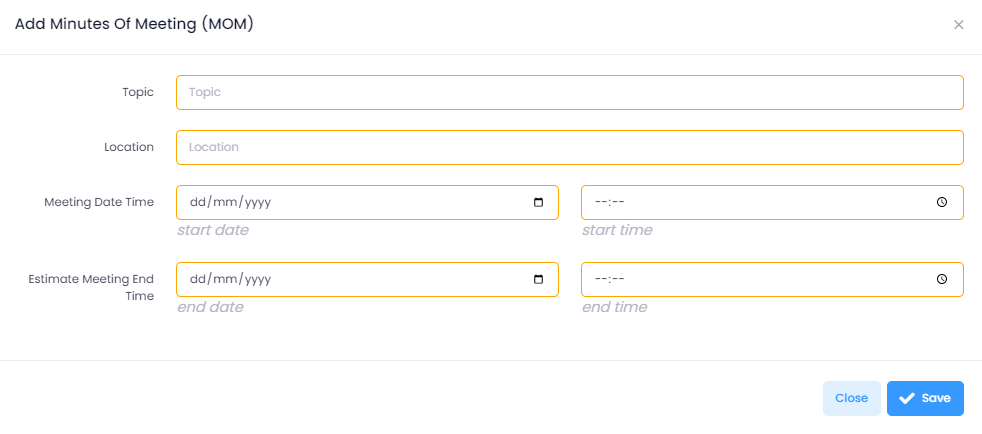 Add Minutes Of Meeting (MOM)
Topic
Topic
Location
Location
Meeting Date Time
dd/mm/yyyy
--:--
start date
start time
Estimate Meeting End
Time
dd/mm/yyyy
--:--
end date
end time
Close
Save